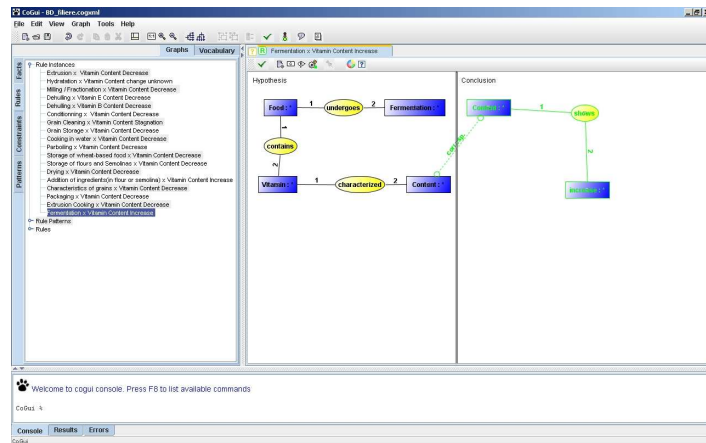 CoGui - BD_filiere.cogxml
File Edit View Graph Tools Help
Graphs Vocabulary
Facts
Rules
Constraints
Patterns
Rule Instances
Extrusion x Vitamin Content Decrease
Hydratation x Vitamin Content change unknown
Milling / Fractionation x Vitamin Content Decrease
Dehulling x Vitamin E Content Decrease
Dehulling x Vitamin B Content Decrease
Conditionning x Vitamin Content Decrease
Grain Cleaning x Vitamin Content Stagnation
Grain Storage x Vitamin Content Decrease
Cooking in water x Vitamin Content Decrease
Parboiling x Vitamin Content Decrease
Storage of wheat-based food x Vitamin Content Decrease
Storage of flours and Semolinas x Vitamin Content Decrease
Drying x Vitamin Content Decrease
Addition of ingredients(in flour or semolina) x Vitamin Content Increase
Characteristics of grains x Vitamin Content Decrease
Packaging x Vitamin Content Decrease
Extrusion Cooking x Vitamin Content Decrease
Fermentation x Vitamin Content Increase
Rule Patterns
Rules
? R Fermentation x Vitamin Content Increase
Hypothesis
Food : *
1
undergoes
2
Fermentation : *
1
contains
2
Vitamin : *
1
characterized
2
Content : *
Conclusion
Content : *
1
shows
2
Increase : *
Welcome to cogui console. Press F8 to list available commands
CoGui %
Console Results Errors
CoGui